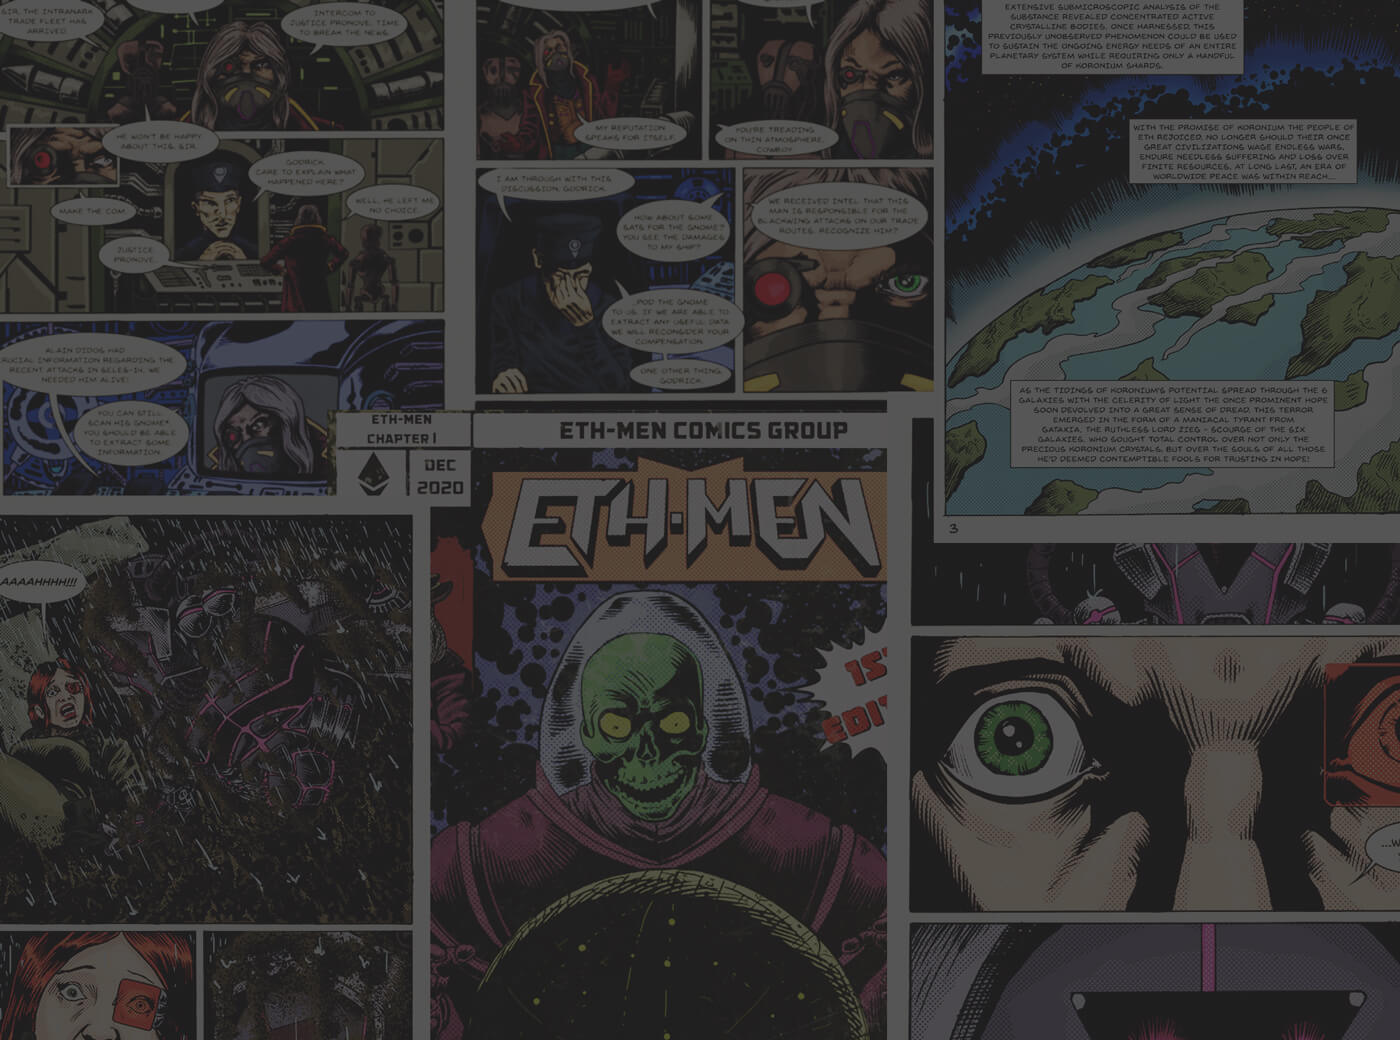 SIR, THE INTRANARK
TRADE FLEET HAS
ARRIVED.
INTERCOM TO
JUSTICE PRONOVE. TIME
TO BREAK THE NEWS.
HE WON'T BE HAPPY
ABOUT THIS, SIR.
GODRICK,
CARE TO EXPLAIN WHAT
HAPPENED HERE?
MAKE THE COM.
WELL, HE LEFT ME
NO CHOICE.
JUSTICE
PRONOVE...
ALAIN DIDOS HAD
CRUCIAL INFORMATION REGARDING THE
RECENT ATTACKS IN
WE
NEEDED HIM ALIVE!
YOU CAN STILL
SCAN HIS GNOME!
YOU SHOULD BE ABLE
TO EXTRACT SOME
INFORMATION.
MY REPUTATION
SPEAKS FOR ITSELF.
YOU'RE TREADING
ON THIN ATMOSPHERE,
COWBOY.
I AM THROUGH WITH THIS
DISCUSSION, GODRICK.
HOW ABOUT SOME
SATS FOR THE GNOME?
YOU SEE THE DAMAGES
TO MY SHIP?
...POD THE GNOME
TO US. IF WE ARE ABLE TO
EXTRACT ANY USEFUL DATA
WE WILL RECONSIDER YOUR
COMPENSATION.
ONE OTHER THING,
GODRICK.
WE RECEIVED INTEL THAT THIS
MAN IS RESPONSIBLE FOR THE
BLACKWING ATTACKS ON OUR TRADE
ROUTES. RECOGNIZE HIM?
EXTENSIVE SUBMICROSCOPIC ANALYSIS OF THE
SUBSTANCE REVEALED CONCENTRATED ACTIVE
CRYSTALLINE BODIES. ONCE HARNESSED, THIS
PREVIOUSLY UNOBSERVED PHENOMENON COULD BE USED
TO SUSTAIN THE ONGOING ENERGY NEEDS OF AN ENTIRE
PLANETARY SYSTEM WHILE REQUIRING ONLY A HANDFUL
OF KORONIUM SHARDS.
WITH THE PROMISE OF KORONIUM THE PEOPLE OF
ETH REJOICED. NO LONGER SHOULD THEIR ONCE
GREAT CIVILIZATIONS WAGE ENDLESS WARS,
ENDURE NEEDLESS SUFFERING AND LOSS OVER
FINITE RESOURCES, AT LONG LAST, AN ERA OF
WORLDWIDE PEACE WAS WITHIN REACH....
AS THE TIDINGS OF KORONIUM'S POTENTIAL SPREAD THROUGH THE 6
GALAXIES WITH THE CELERITY OF LIGHT THE ONCE PROMINENT HOPE
SOON DEVOLVED INTO A GREAT SENSE OF DREAD. THIS TERROR
EMERGED IN THE FORM OF A MANIACAL TYRANT FROM
GATAXIA, THE RUTHLESS LORD ZIEG - SCOURGE OF THE SIX
GALAXIES. WHO SOUGHT TOTAL CONTROL OVER NOT ONLY THE
PRECIOUS KORONIUM CRYSTALS, BUT OVER THE SOULS OF ALL THOSE
HE'D DEEMED CONTEMPTIBLE FOOLS FOR TRUSTING IN HOPE!
3
ETH-MEN
CHAPTER 1
DEC
2020
ETH-MEN COMICS GROUP
ETH-MEN
1S
EDI
AAAAHHHH!!!
...W